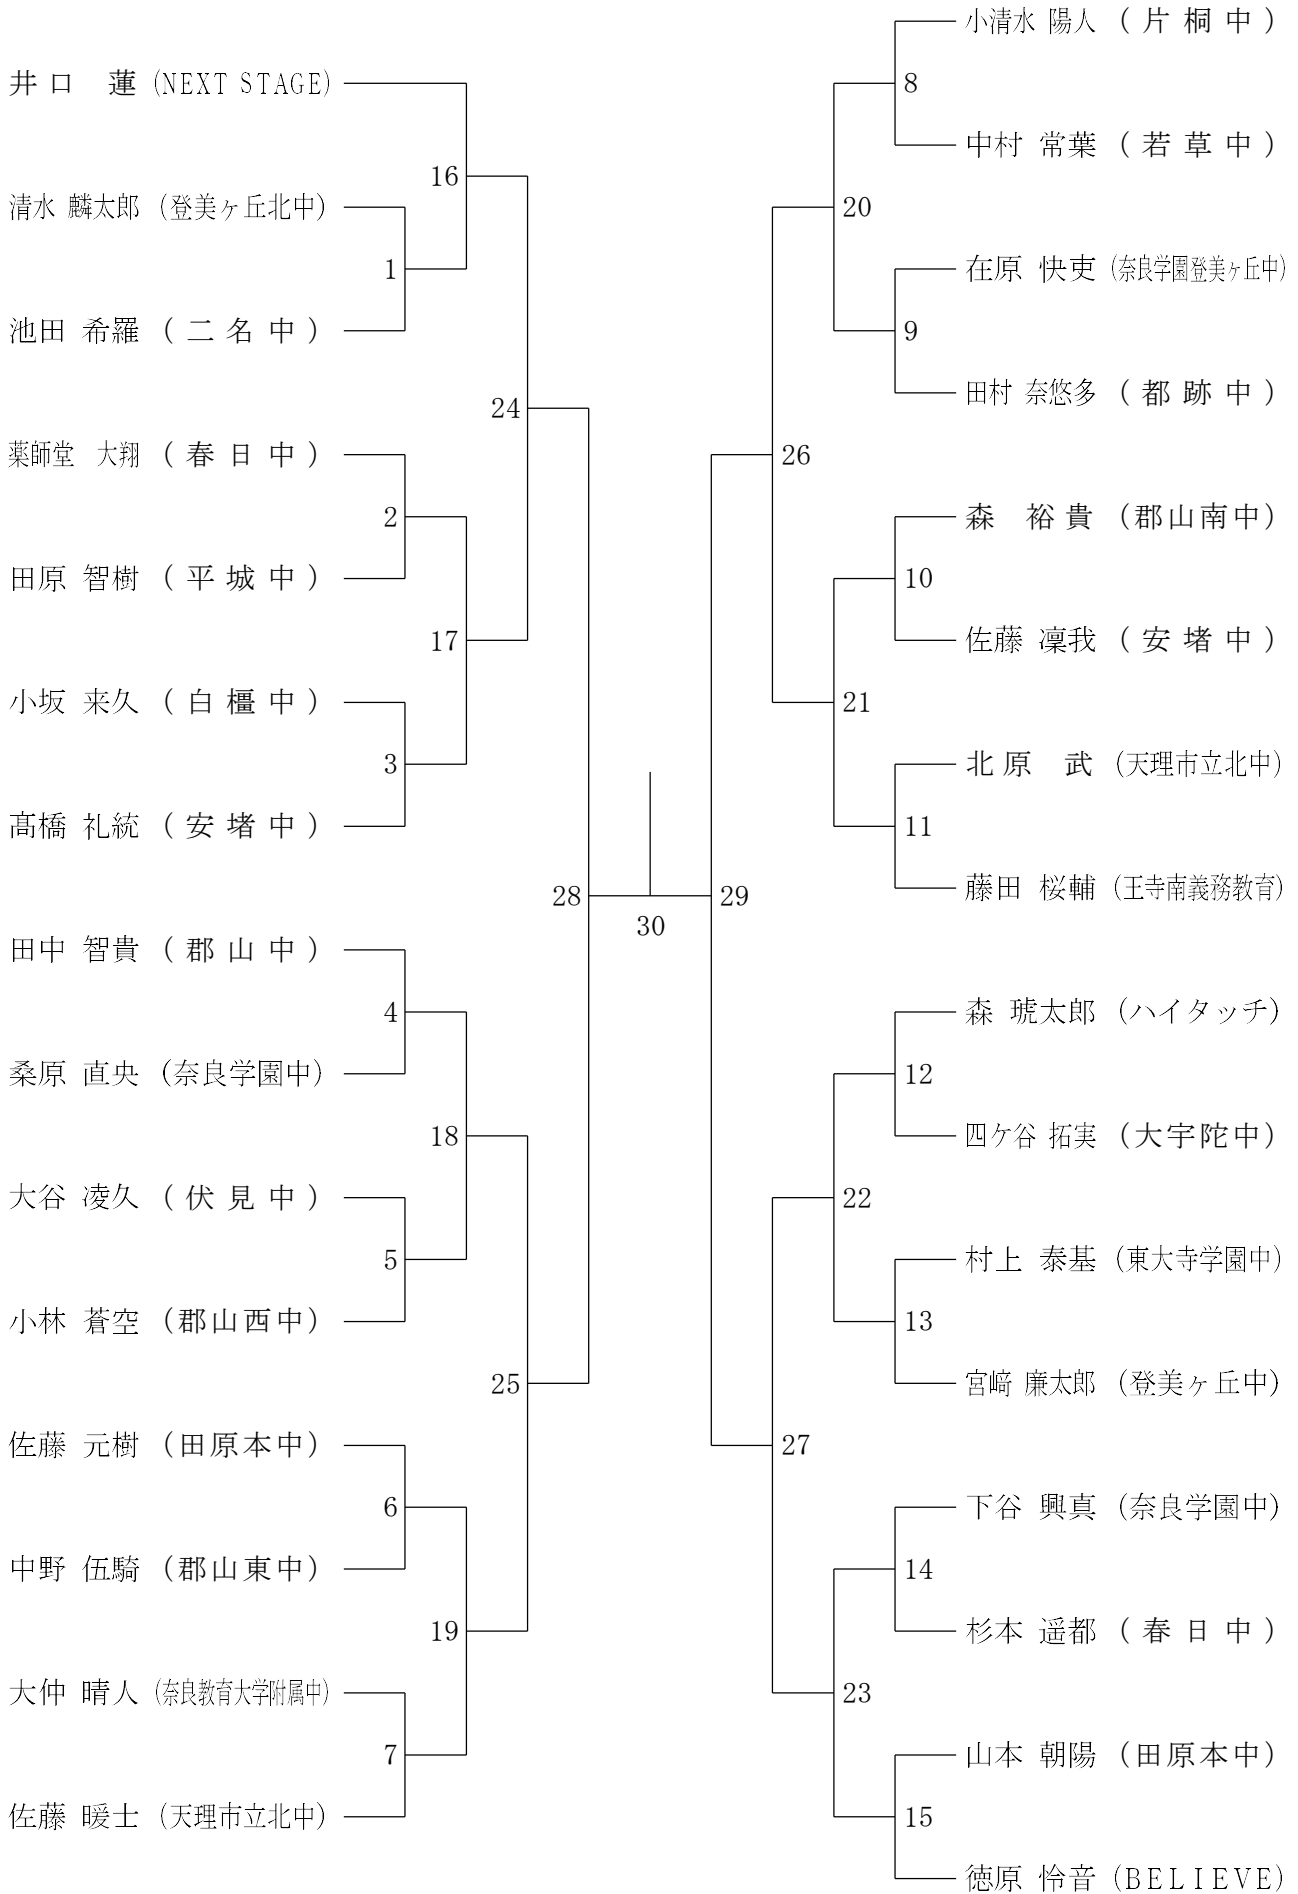 井口 蓮 (NEXT STAGE)
16
清水 麟太郎 (登美ヶ丘北中)
1
池田 希羅 (二名中)
24
薬師堂 大翔 (春日中)
2
田原 智樹 (平城中)
17
小坂 来久 (白橿中)
3
髙橋 礼統 (安堵中)
28
田中 智貴 (郡山中)
4
桑原 直央 (奈良学園中)
18
大谷 凌久 (伏見中)
5
小林 蒼空 (郡山西中)
25
佐藤 元樹 (田原本中)
6
中野 伍騎 (郡山東中)
19
大仲 晴人 (奈良教育大学附属中)
7
佐藤 暖士 (天理市立北中)
30
小清水 陽人 (片桐中)
8
中村 常葉 (若草中)
20
在原 快吏 (奈良学園登美ヶ丘中)
9
田村 奈悠多 (都跡中)
26
森 裕貴 (郡山南中)
10
佐藤 凜我 (安堵中)
21
北原 武 (天理市立北中)
11
藤田 桜輔 (王寺南義務教育)
29
森 琥太郎 (ハイタッチ)
12
四ケ谷 拓実 (大宇陀中)
22
村上 泰基 (東大寺学園中)
13
宮﨑 廉太郎 (登美ヶ丘中)
27
下谷 興真 (奈良学園中)
14
杉本 遥都 (春日中)
23
山本 朝陽 (田原本中)
15
徳原 怜音 (BELIEVE)